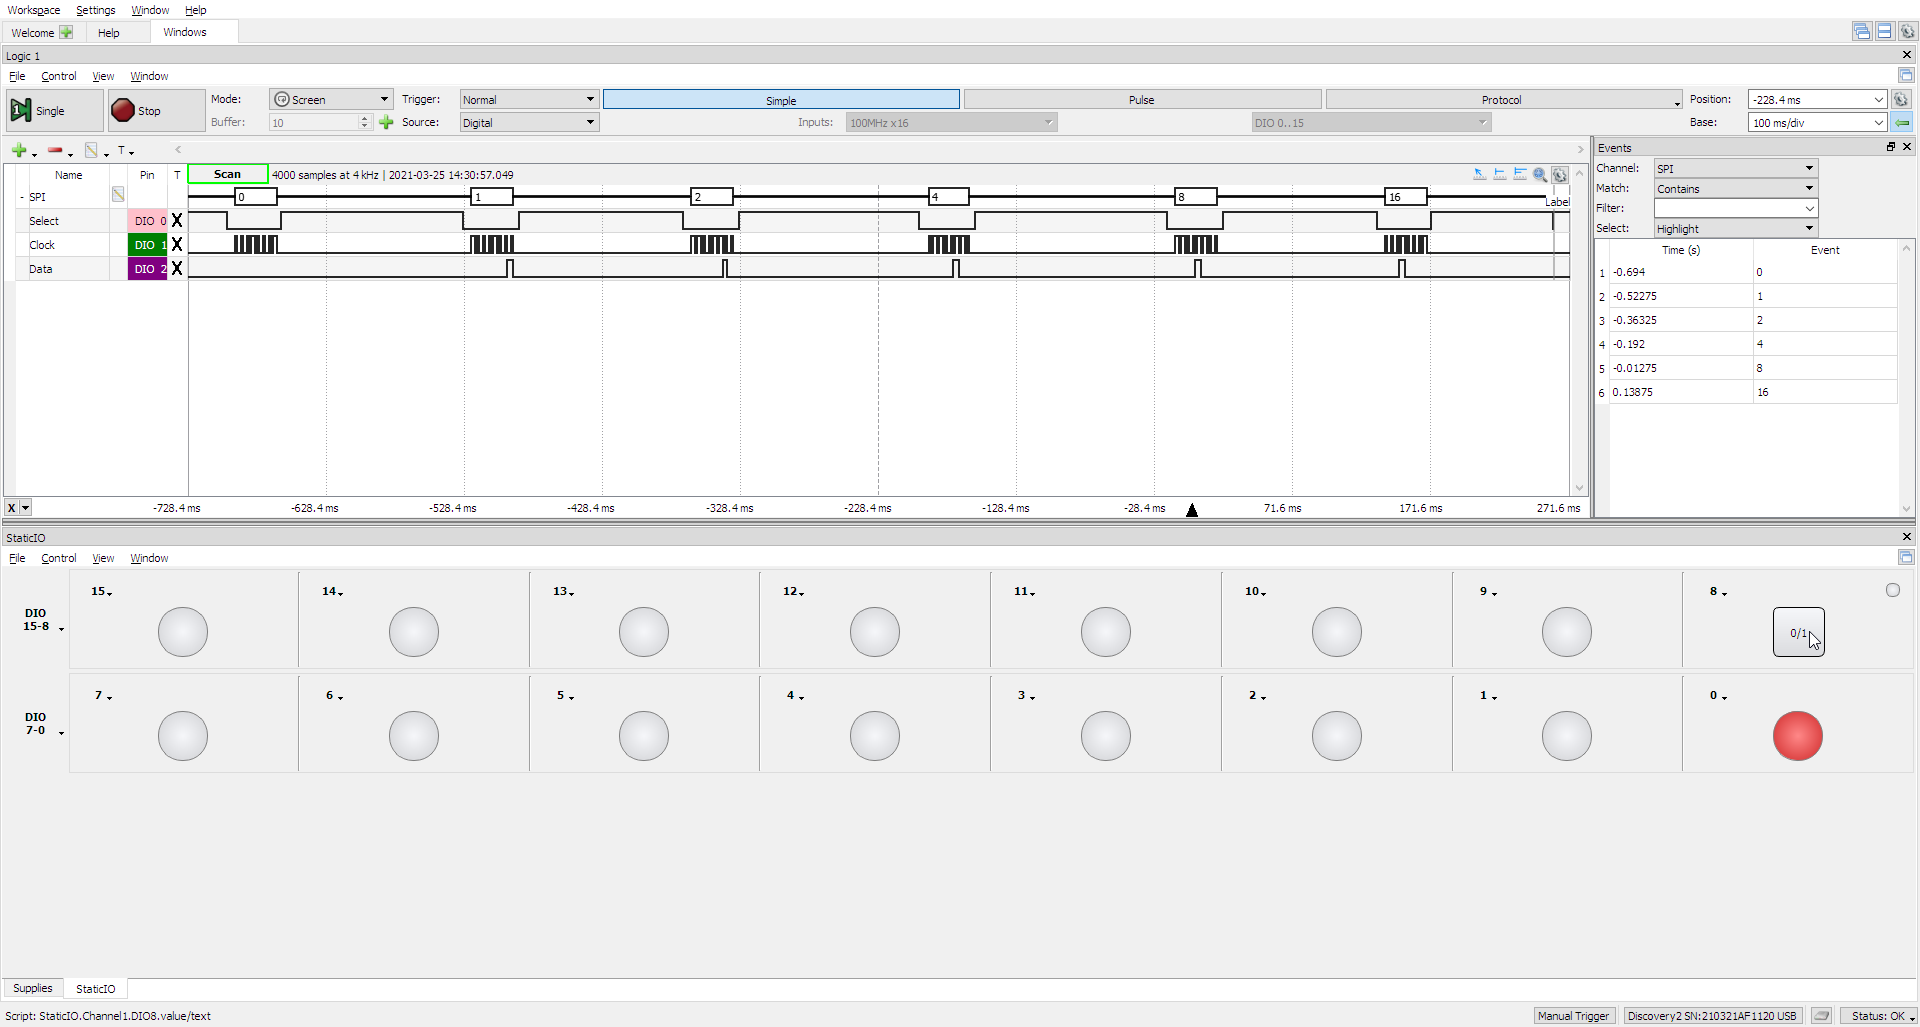 Workspace Settings Window Help
Welcome Help Windows
Logic 1
File Control View Window
Single Stop Mode: Screen Trigger: Normal Simple Pulse Protocol Position: -228.4 ms
Buffer: 10 Source: Digital Inputs: 100MHz x16 DIO 0..15 Base: 100 ms/div
T
Name Pin T Scan 4000 samples at 4 kHz | 2021-03-25 14:30:57.049
- SPI 0 1 2 4 8 16
Label
Select DIO 0 X
Clock DIO 1 X
Data DIO 2 X
X -728.4 ms -628.4 ms -528.4 ms -428.4 ms -328.4 ms -228.4 ms -128.4 ms -28.4 ms 71.6 ms 171.6 ms 271.6 ms
Events
Channel: SPI
Match: Contains
Filter:
Select: Highlight
Time (s) Event
1 -0.694 0
2 -0.52275 1
3 -0.36325 2
4 -0.192 4
5 -0.01275 8
6 0.13875 16
StaticIO
File Control View Window
DIO
15-8
15 14 13 12 11 10 9 8
0/1
DIO
7-0
7 6 5 4 3 2 1 0
Supplies StaticIO
Script: StaticIO.Channel1.DIO8.value/text Manual Trigger Discovery2 SN:210321AF1120 USB Status: OK